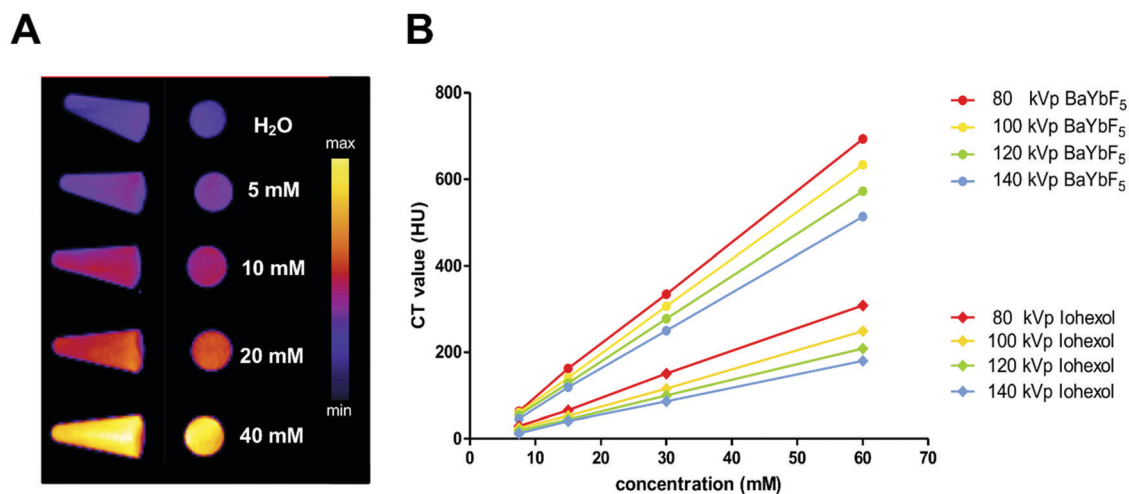 A
H₂O
5 mM
10 mM
20 mM
40 mM
max
min
B
CT value (HU)
800
600
400
200
0
0 10 20 30 40 50 60 70
concentration (mM)
80 kVp BaYbF₅
100 kVp BaYbF₅
120 kVp BaYbF₅
140 kVp BaYbF₅
80 kVp Iohexol
100 kVp Iohexol
120 kVp Iohexol
140 kVp Iohexol